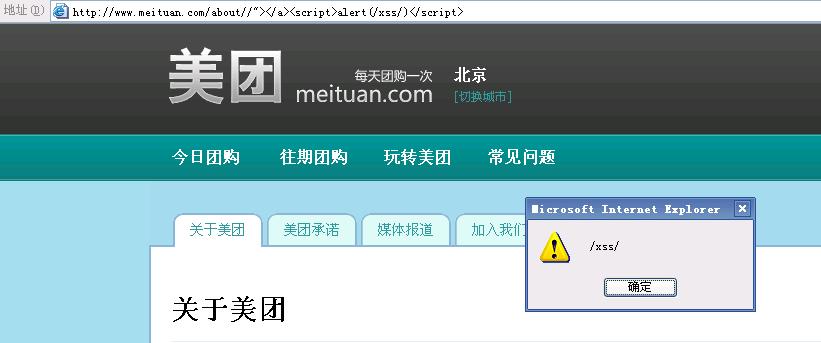 地址(D) http://www.meituan.com/about//"></a><script>alert(/xss/)</script>
美团
每天团购一次
meituan.com
北京
[切换城市]
今日团购 往期团购 玩转美团 常见问题
关于美团 美团承诺 媒体报道 加入我们
Microsoft Internet Explorer
/xss/
确定
关于美团